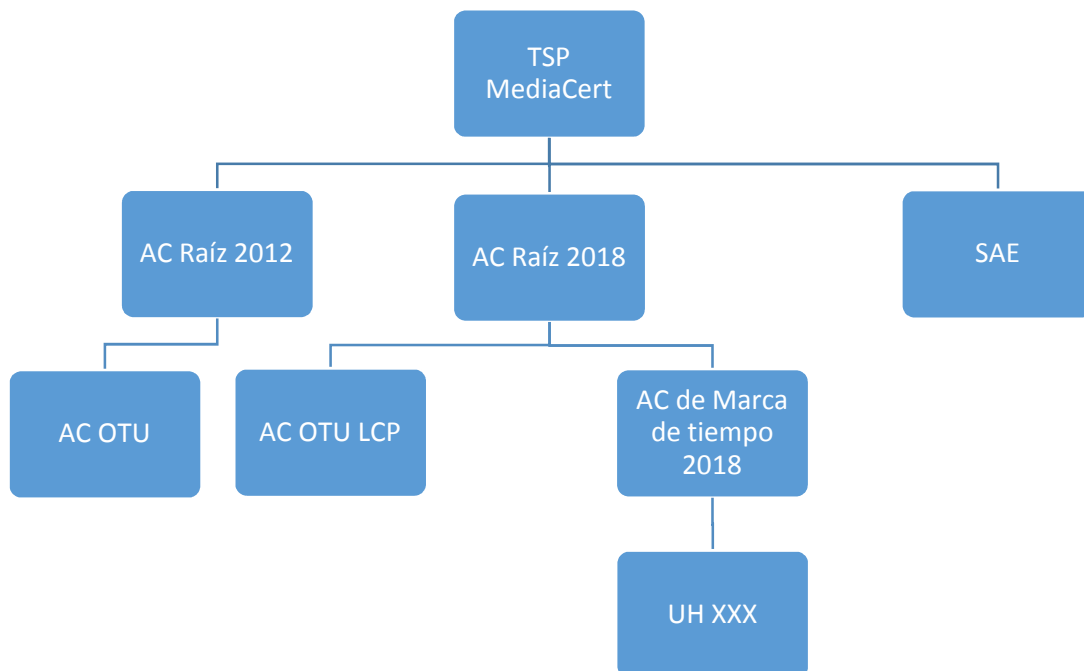 TSP
MediaCert
AC Raíz 2012
AC Raíz 2018
SAE
AC OTU
AC OTU LCP
AC de Marca
de tiempo
2018
UH XXX